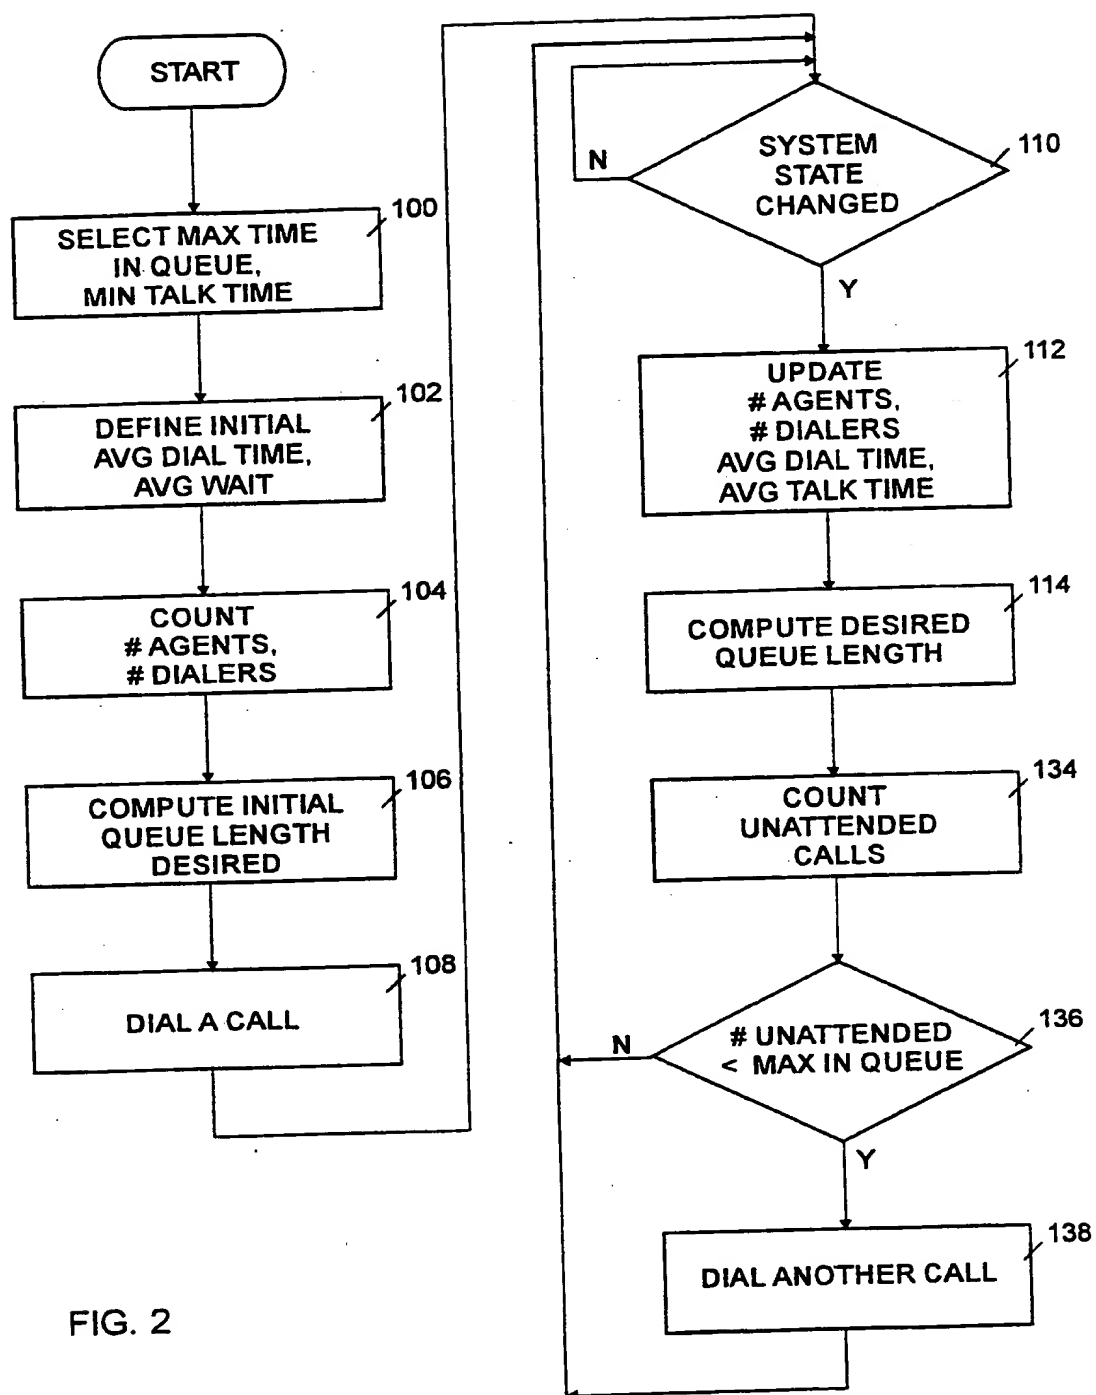 START
100
SELECT MAX TIME
IN QUEUE,
MIN TALK TIME
102
DEFINE INITIAL
AVG DIAL TIME,
AVG WAIT
104
COUNT
# AGENTS,
# DIALERS
106
COMPUTE INITIAL
QUEUE LENGTH
DESIRED
108
DIAL A CALL
110
SYSTEM
STATE
CHANGED
N
Y
112
UPDATE
# AGENTS,
# DIALERS
AVG DIAL TIME,
AVG TALK TIME
114
COMPUTE DESIRED
QUEUE LENGTH
134
COUNT
UNATTENDED
CALLS
136
# UNATTENDED
< MAX IN QUEUE
N
Y
138
DIAL ANOTHER CALL
FIG. 2